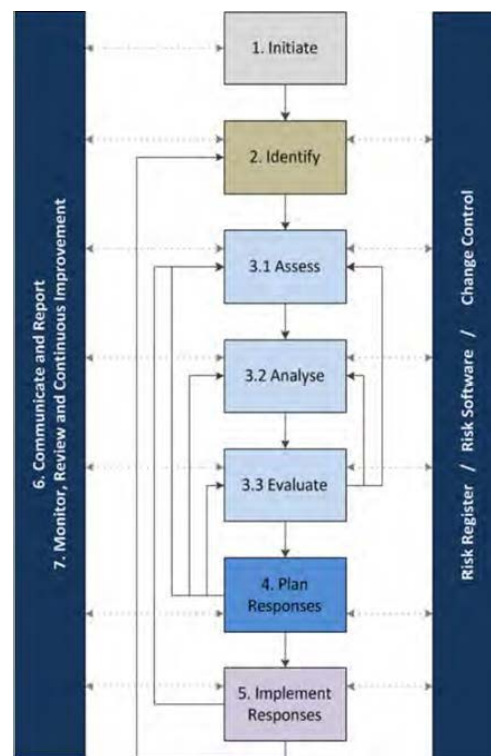 1. Initiate
2. Identify
3.1 Assess
3.2 Analyse
3.3 Evaluate
4. Plan
Responses
5. Implement
Responses
6. Communicate and Report
7. Monitor, Review and Continuous Improvement
Risk Register / Risk Software / Change Control